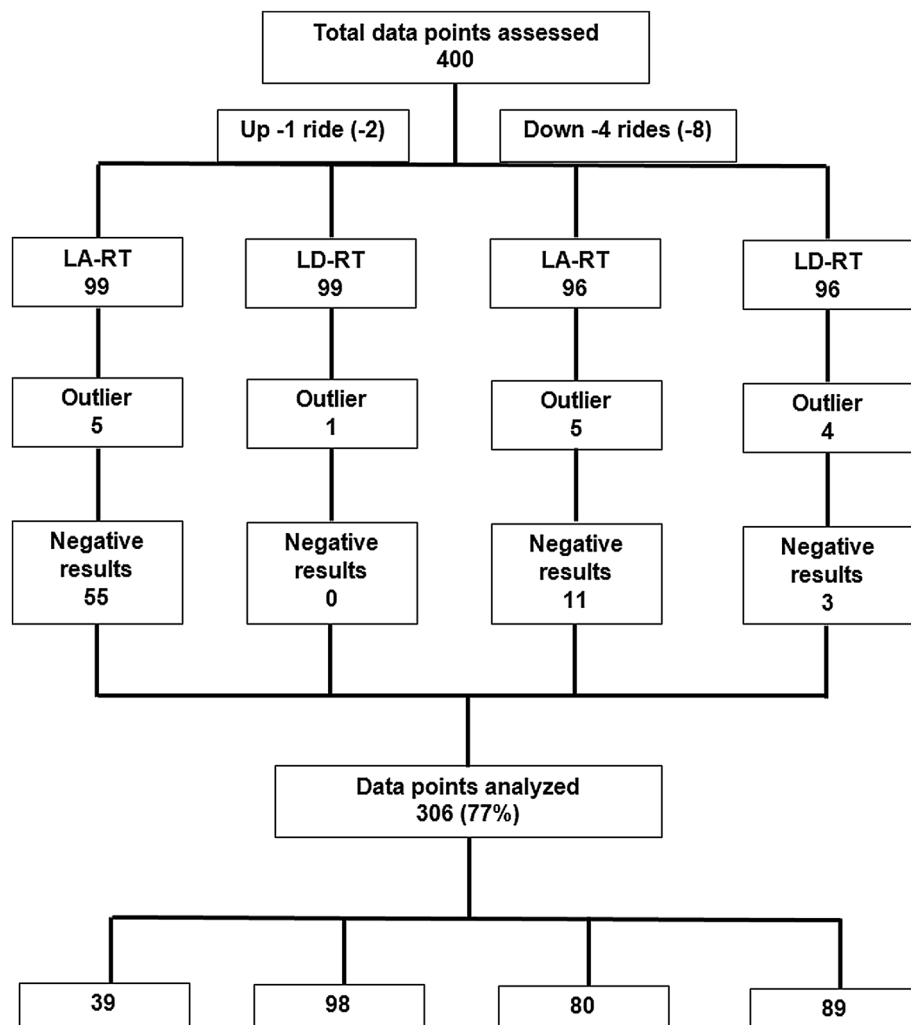 Total data points assessed
400
Up -1 ride (-2)
Down -4 rides (-8)
LA-RT
99
LD-RT
99
LA-RT
96
LD-RT
96
Outlier
5
Outlier
1
Outlier
5
Outlier
4
Negative
results
55
Negative
results
0
Negative
results
11
Negative
results
3
Data points analyzed
306 (77%)
39
98
80
89